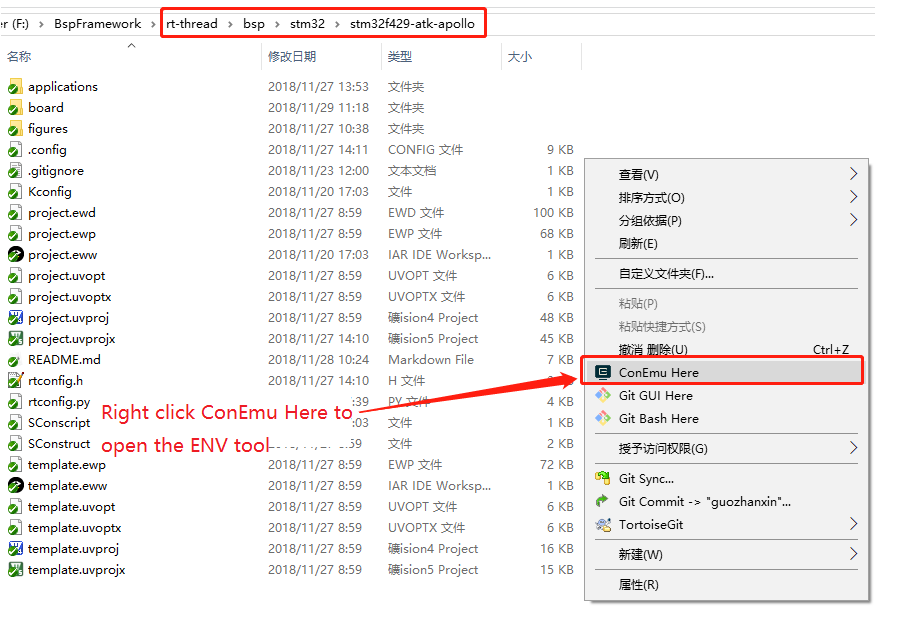 r (F:) › BspFramework › rt-thread › bsp › stm32 › stm32f429-atk-apollo
名称 修改日期 类型 大小
applications 2018/11/27 13:53 文件夹
board 2018/11/29 11:18 文件夹
figures 2018/11/27 10:38 文件夹
.config 2018/11/27 14:11 CONFIG 文件 9 KB
.gitignore 2018/11/23 12:00 文本文档 1 KB
Kconfig 2018/11/20 17:03 文件 1 KB
project.ewd 2018/11/27 8:59 EWD 文件 100 KB
project.ewp 2018/11/27 8:59 EWP 文件 68 KB
project.eww 2018/11/20 17:03 IAR IDE Worksp... 1 KB
project.uvopt 2018/11/27 8:59 UVOPT 文件 6 KB
project.uvoptx 2018/11/27 8:59 UVOPTX 文件 6 KB
project.uvproj 2018/11/27 8:59 礦ision4 Project 48 KB
project.uvprojx 2018/11/27 14:10 礦ision5 Project 45 KB
README.md 2018/11/28 10:24 Markdown File 7 KB
rtconfig.h 2018/11/27 14:10 H 文件 KB
rtconfig.py :39 PY 文件 4 KB
SConscript :03 文件 1 KB
SConstruct 文件 2 KB
template.ewp 2018/11/27 8:59 EWP 文件 72 KB
template.eww 2018/11/27 8:59 IAR IDE Worksp... 1 KB
template.uvopt 2018/11/27 8:59 UVOPT 文件 6 KB
template.uvoptx 2018/11/27 8:59 UVOPTX 文件 6 KB
template.uvproj 2018/11/27 8:59 礦ision4 Project 16 KB
template.uvprojx 2018/11/27 8:59 礦ision5 Project 15 KB
Right click ConEmu Here to
open the ENV tool
查看(V)
排序方式(O)
分组依据(P)
刷新(E)
自定义文件夹(F)...
粘贴(P)
粘贴快捷方式(S)
撤消 删除(U) Ctrl+Z
ConEmu Here
Git GUI Here
Git Bash Here
授予访问权限(G)
Git Sync...
Git Commit -> "guozhanxin"...
TortoiseGit
新建(W)
属性(R)